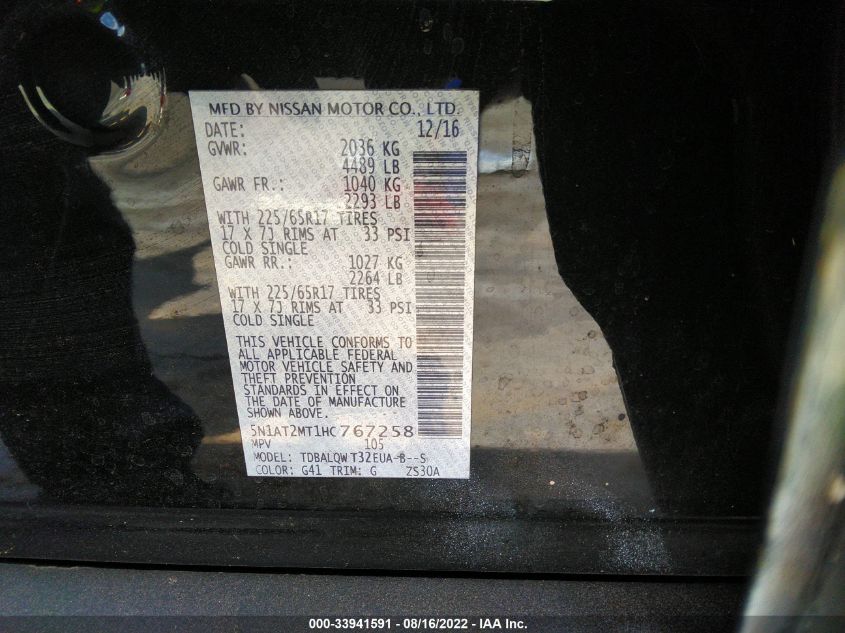 MFD BY NISSAN MOTOR CO., LTD.
DATE: 12/16
GVWR: 2036 KG
4489 LB
GAWR FR.: 1040 KG
2293 LB
WITH 225/65R17 TIRES
17 X 7J RIMS AT 33 PSI
COLD SINGLE
GAWR RR.: 1027 KG
2264 LB
WITH 225/65R17 TIRES
17 X 7J RIMS AT 33 PSI
COLD SINGLE
THIS VEHICLE CONFORMS TO
ALL APPLICABLE FEDERAL
MOTOR VEHICLE SAFETY AND
THEFT PREVENTION
STANDARDS IN EFFECT ON
THE DATE OF MANUFACTURE
SHOWN ABOVE.
5N1AT2MT1HC767258
MPV 105
MODEL: TDBALQW T32EUA-B--S
COLOR: G41 TRIM: G ZS30A
000-33941591 - 08/16/2022 - IAA Inc.